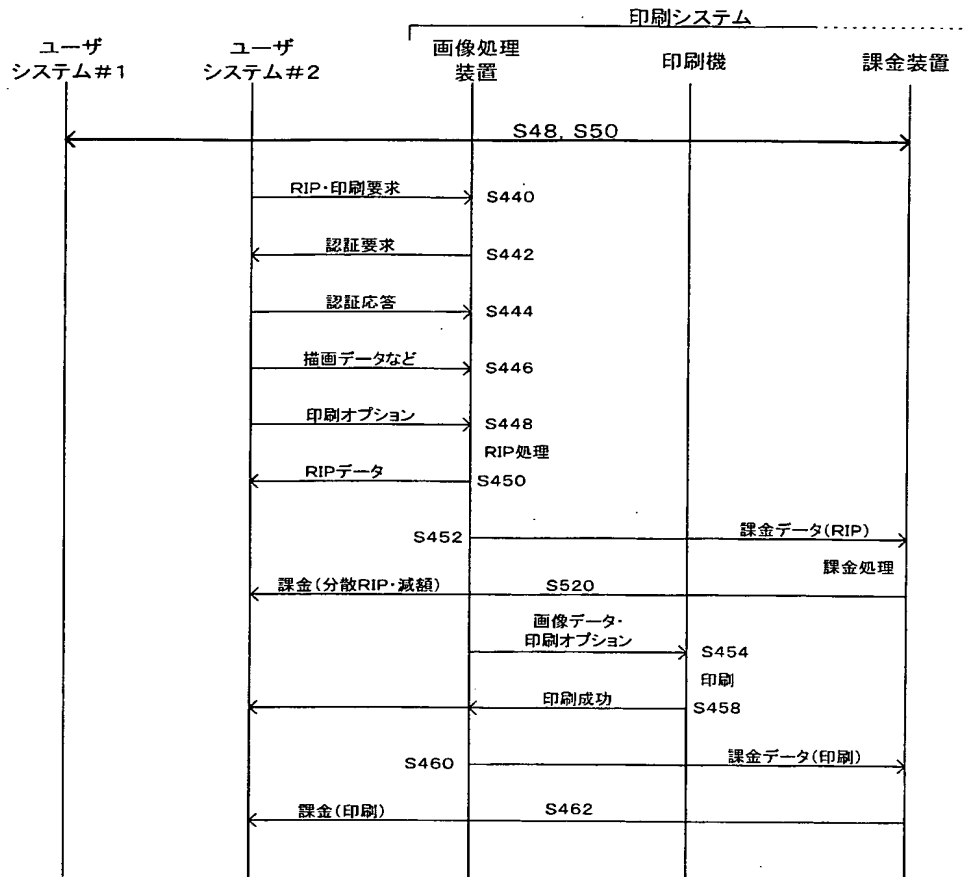 印刷システム
ユーザ
システム#1
ユーザ
システム#2
画像処理
装置
印刷機
課金装置
S48, S50
RIP・印刷要求
S440
認証要求
S442
認証応答
S444
描画データなど
S446
印刷オプション
S448
RIP処理
RIPデータ
S450
S452
課金データ(RIP)
課金処理
課金(分散RIP・減額)
S520
画像データ・
印刷オプション
S454
印刷
印刷成功
S458
S460
課金データ(印刷)
課金(印刷)
S462